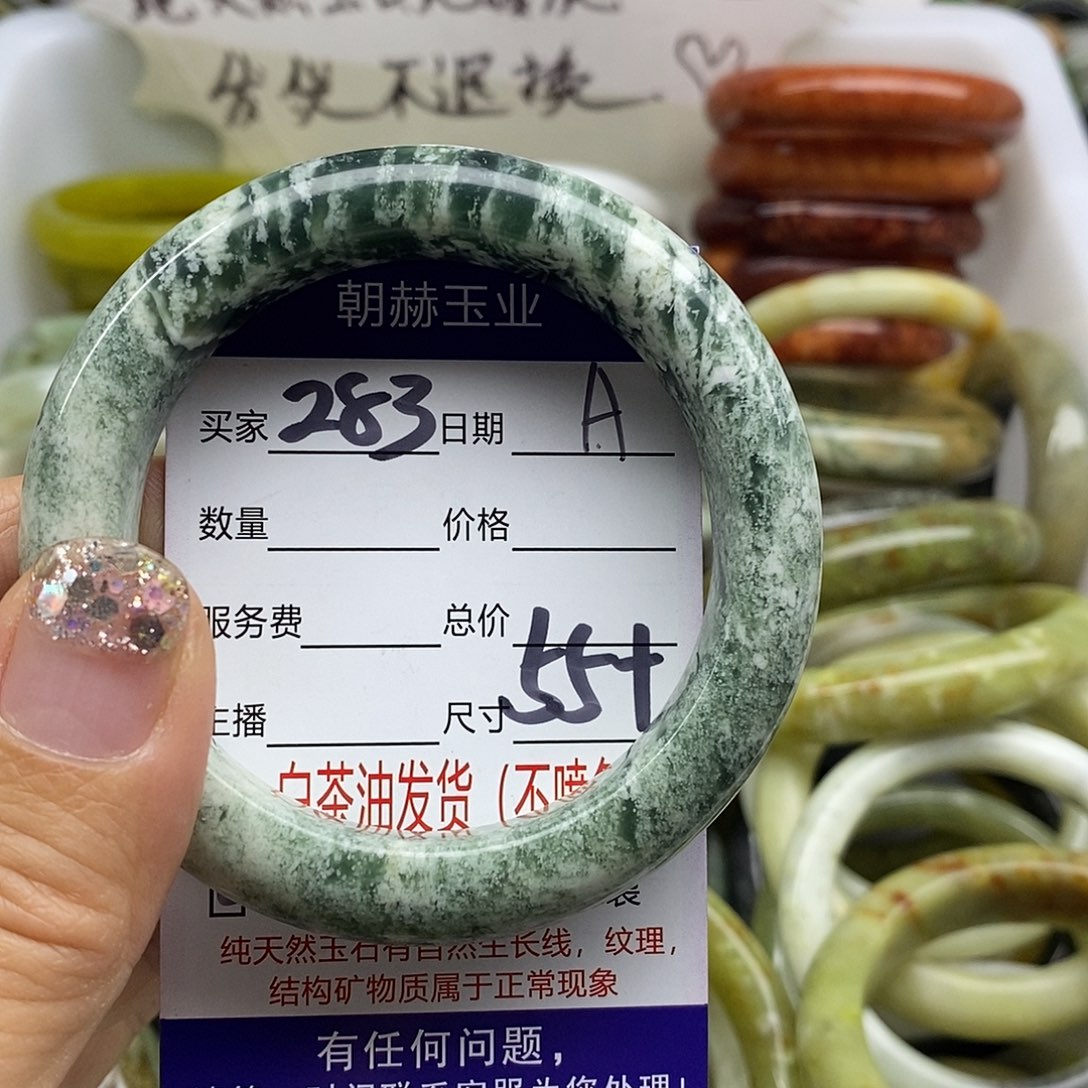 售出不退换
朝赫玉业
买家 283 日期 A
数量 价格
服务费 总价
主播 尺寸 55+
白茶油发货（不喷
装
纯天然玉石有自然生长线，纹理，
结构矿物质属于正常现象
有任何问题，